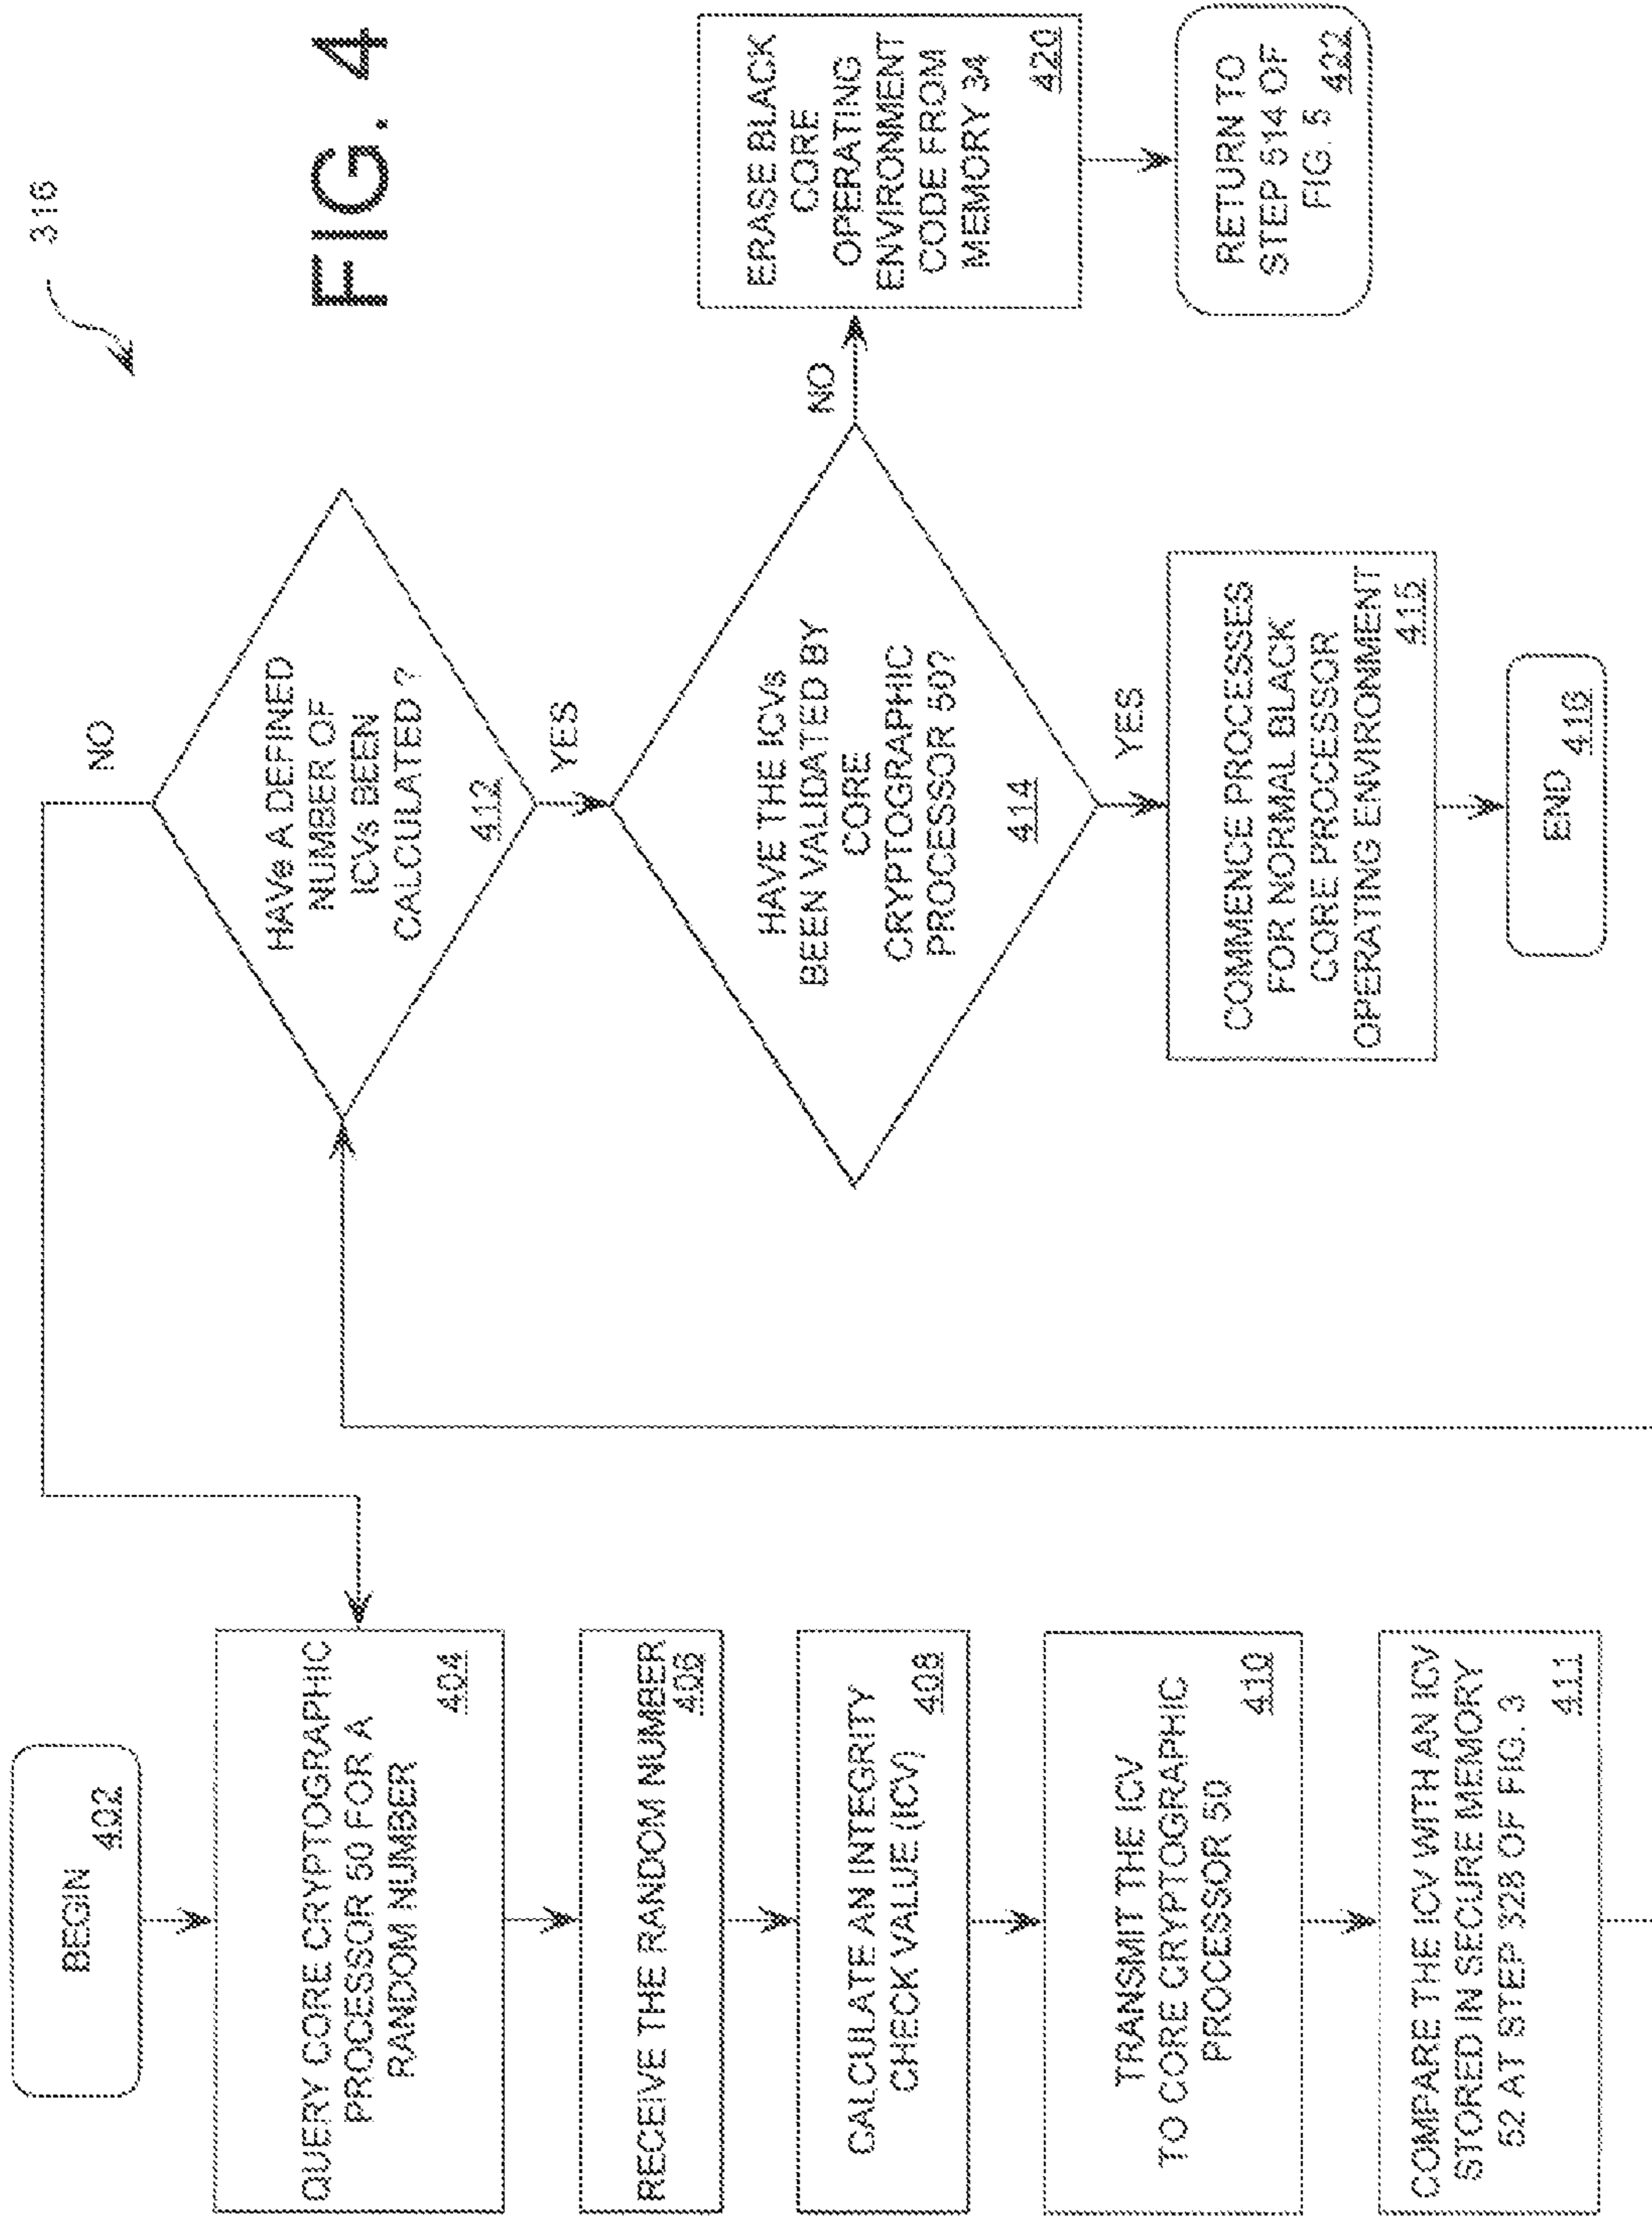 316
FIG. 4
BEGIN
402
QUERY CORE CRYPTOGRAPHIC
PROCESSOR 50 FOR A
RANDOM NUMBER
404
RECEIVE THE RANDOM NUMBER
406
CALCULATE AN INTEGRITY
CHECK VALUE (ICV)
408
TRANSMIT THE ICV
TO CORE CRYPTOGRAPHIC
PROCESSOR 50
410
COMPARE THE ICV WITH AN ICV
STORED IN SECURE MEMORY
52 AT STEP 328 OF FIG. 3
411
NO
HAVe A DEFINED
NUMBER OF
ICVs BEEN
CALCULATED ?
412
YES
HAVE THE ICVs
BEEN VALIDATED BY
CORE
CRYPTOGRAPHIC
PROCESSOR 50?
414
NO
YES
COMMENCE PROCESSES
FOR NORMAL BLACK
CORE PROCESSOR
OPERATING ENVIRONMENT
415
END
416
ERASE BLACK
CORE
OPERATING
ENVIRONMENT
CODE FROM
MEMORY 34
420
RETURN TO
STEP 514 OF
FIG. 5
422